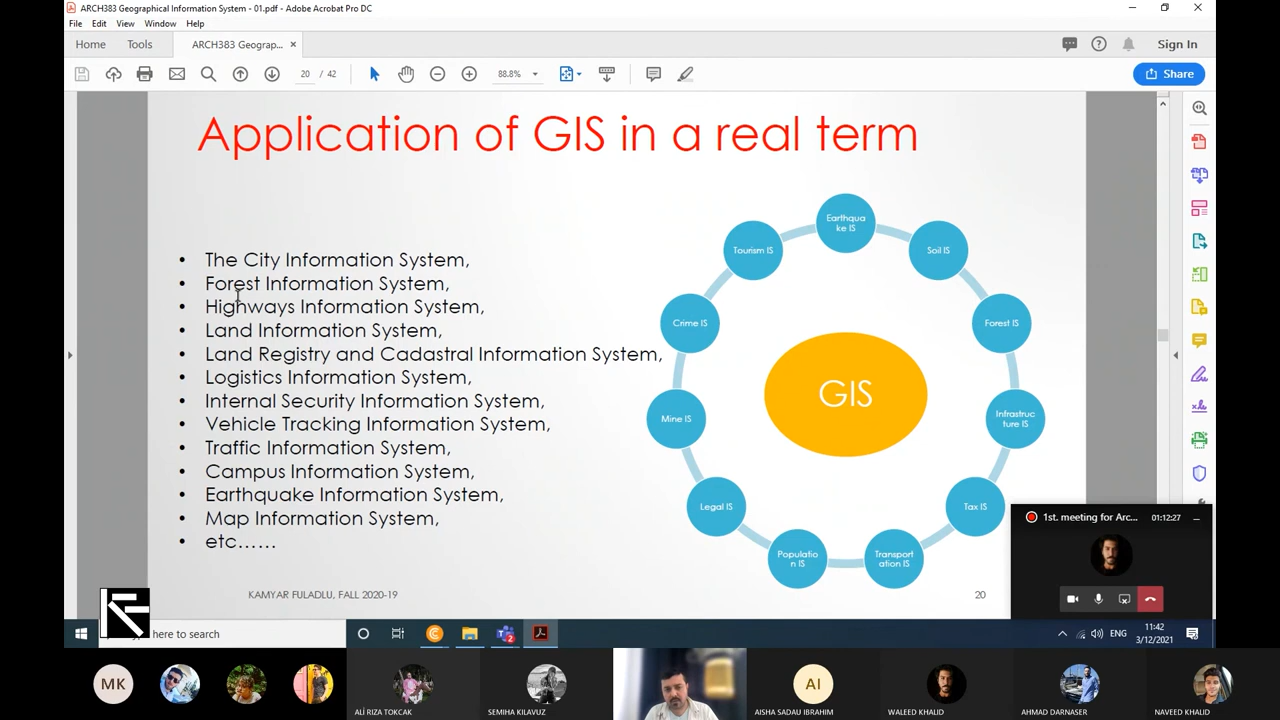 ARCH383 Geographical Information System - 01.pdf - Adobe Acrobat Pro DC
File Edit View Window Help
Home Tools ARCH383 Geograp... × Sign In
20 / 42 88.8% Share
Application of GIS in a real term
• The City Information System,
• Forest Information System,
• Highways Information System,
• Land Information System,
• Land Registry and Cadastral Information System,
• Logistics Information System,
• Internal Security Information System,
• Vehicle Tracking Information System,
• Traffic Information System,
• Campus Information System,
• Earthquake Information System,
• Map Information System,
• etc......
Earthqua
ke IS
Soil IS
Forest IS
Infrastruc
ture IS
Tax IS
Transport
ation IS
Populatio
n IS
Legal IS
Mine IS
Crime IS
Tourism IS
GIS
KAMYAR FULADLU, FALL 2020-19
20
1st. meeting for Arc...
01:12:27
here to search
ENG
11:42
3/12/2021
MK
ALİ RIZA TOKCAK
SEMIHA KILAVUZ
AI
AISHA SADAU IBRAHIM
WALEED KHALID
AHMAD DARNASER
NAVEED KHALID